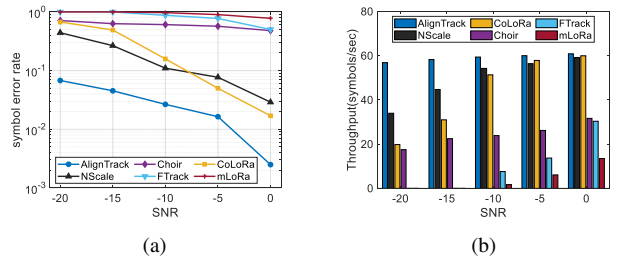 10^0
10^-1
10^-2
10^-3
symbol error rate
-20 -15 -10 -5 0
SNR
AlignTrack Choir CoLoRa
NScale FTrack mLoRa
(a)
80
60
40
20
0
Throughput(symbols/sec)
AlignTrack CoLoRa FTrack
NScale Choir mLoRa
-20 -15 -10 -5 0
SNR
(b)